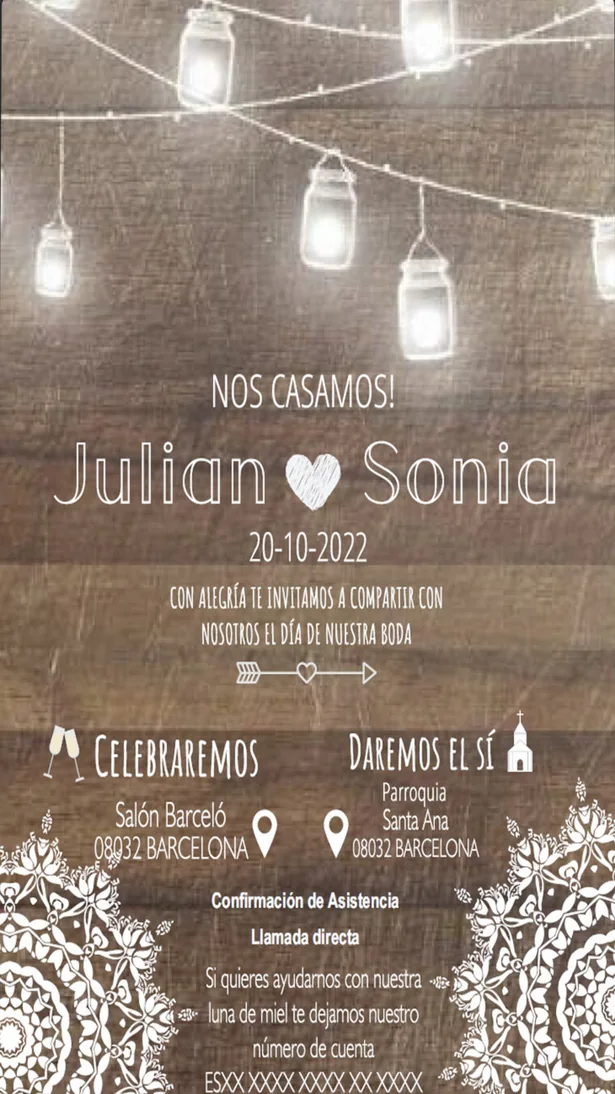 NOS CASAMOS!
Julian Sonia
20-10-2022
CON ALEGRÍA TE INVITAMOS A COMPARTIR CON
NOSOTROS EL DÍA DE NUESTRA BODA
CELEBRAREMOS
Salón Barceló
08032 BARCELONA
DAREMOS EL SÍ
Parroquia
Santa Ana
08032 BARCELONA
Confirmación de Asistencia
Llamada directa
Si quieres ayudarnos con nuestra
luna de miel te dejamos nuestro
número de cuenta
ESXX XXXX XXXX XX XXXX